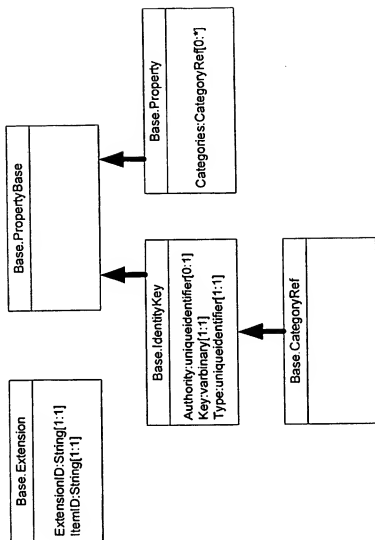 Base.Extension
ExtensionID:String[1:1]
ItemID:String[1:1]
Base.PropertyBase
Base.IdentityKey
Authority:uniqueidentifier[0:1]
Key:varbinary[1:1]
Type:uniqueidentifier[1:1]
Base.Property
Categories:CategoryRef[0:*]
Base.CategoryRef